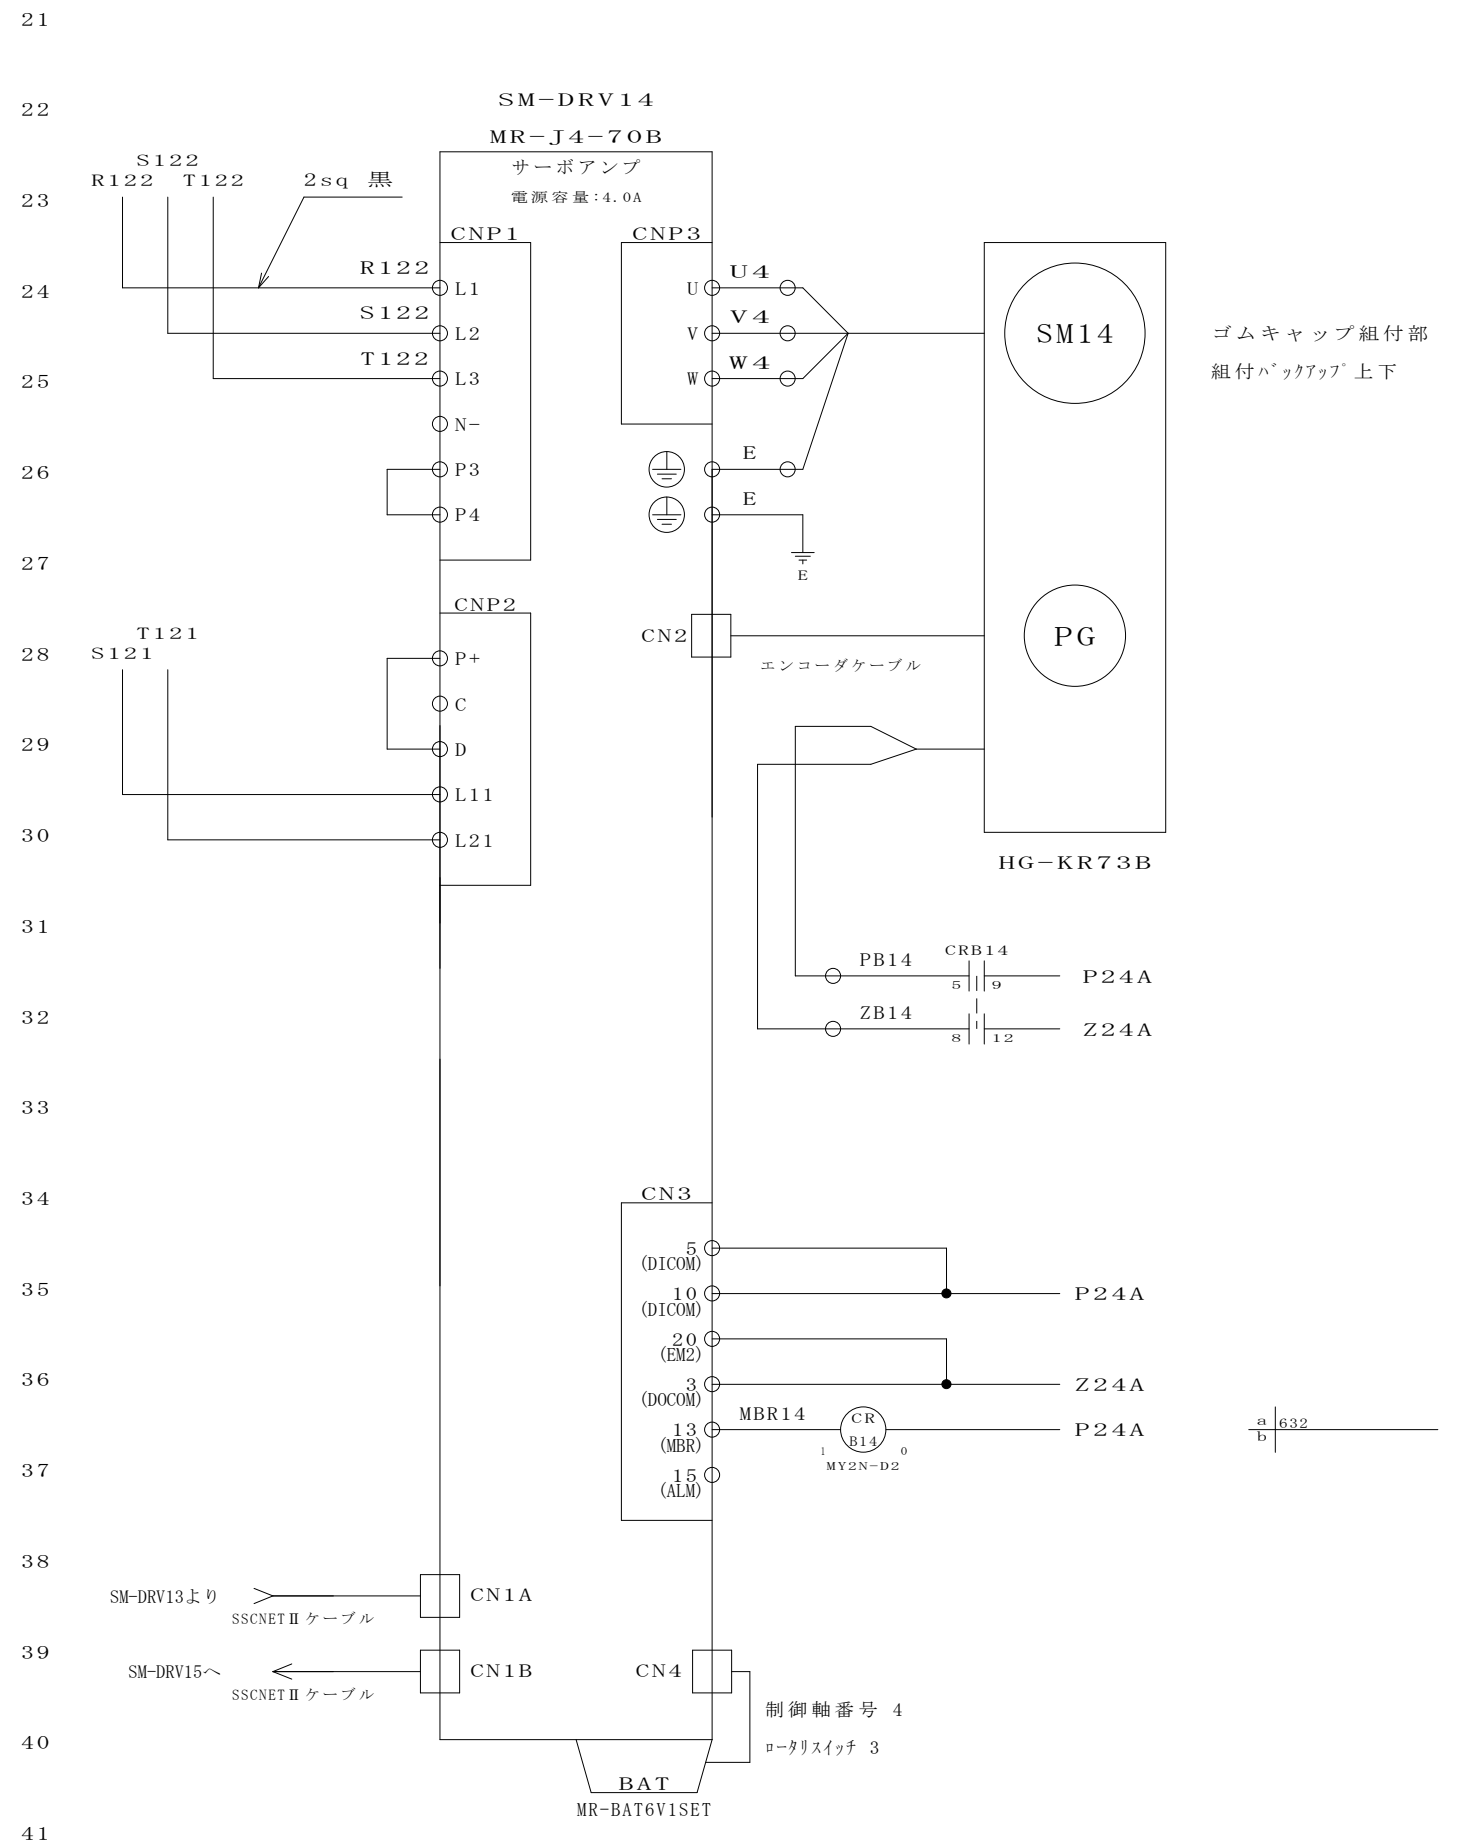 21
22
SM-DRV14
MR-J4-70B
サーボアンプ
電源容量:4.0A
S122
R122 T122
2sq 黒
23
CNP1
CNP3
R122
L1
U
U4
24
S122
L2
V
V4
SM14
ゴムキャップ組付部
T122
L3
W
W4
25
組付ﾊﾞｯｸｱｯﾌﾟ上下
N-
P3
E
26
P4
E
27
E
CNP2
T121
S121
28
P+
CN2
PG
エンコーダケーブル
C
29
D
L11
30
L21
HG-KR73B
31
PB14
CRB14
P24A
5 9
32
ZB14
Z24A
8 12
33
34
CN3
5
(DICOM)
35
10
(DICOM)
P24A
20
(EM2)
36
3
(DOCOM)
Z24A
13
(MBR)
MBR14
CR
B14
1 0
MY2N-D2
P24A
a 632
b
37
15
(ALM)
38
SM-DRV13より
CN1A
SSCNETⅡケーブル
39
SM-DRV15へ
CN1B
SSCNETⅡケーブル
CN4
制御軸番号 4
40
ﾛｰﾀﾘｽｲｯﾁ 3
BAT
MR-BAT6V1SET
41